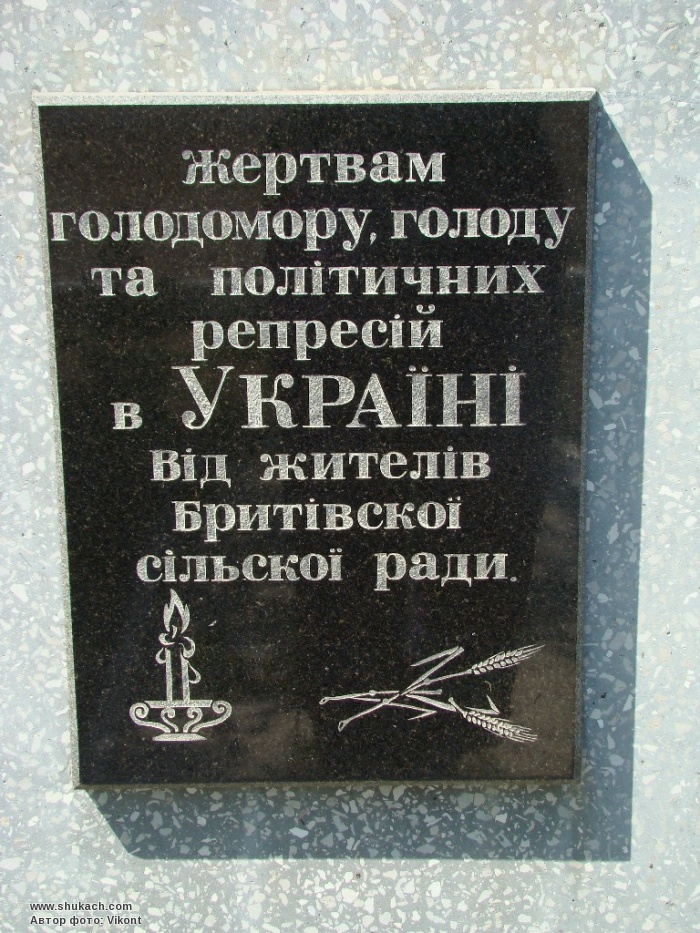 Жертвам
голодомору, голоду
та політичних
репресій
в УКРАЇНІ
Від жителів
Бритівскої
сільскої ради.
www.shukach.com
Автор фото: Vikont